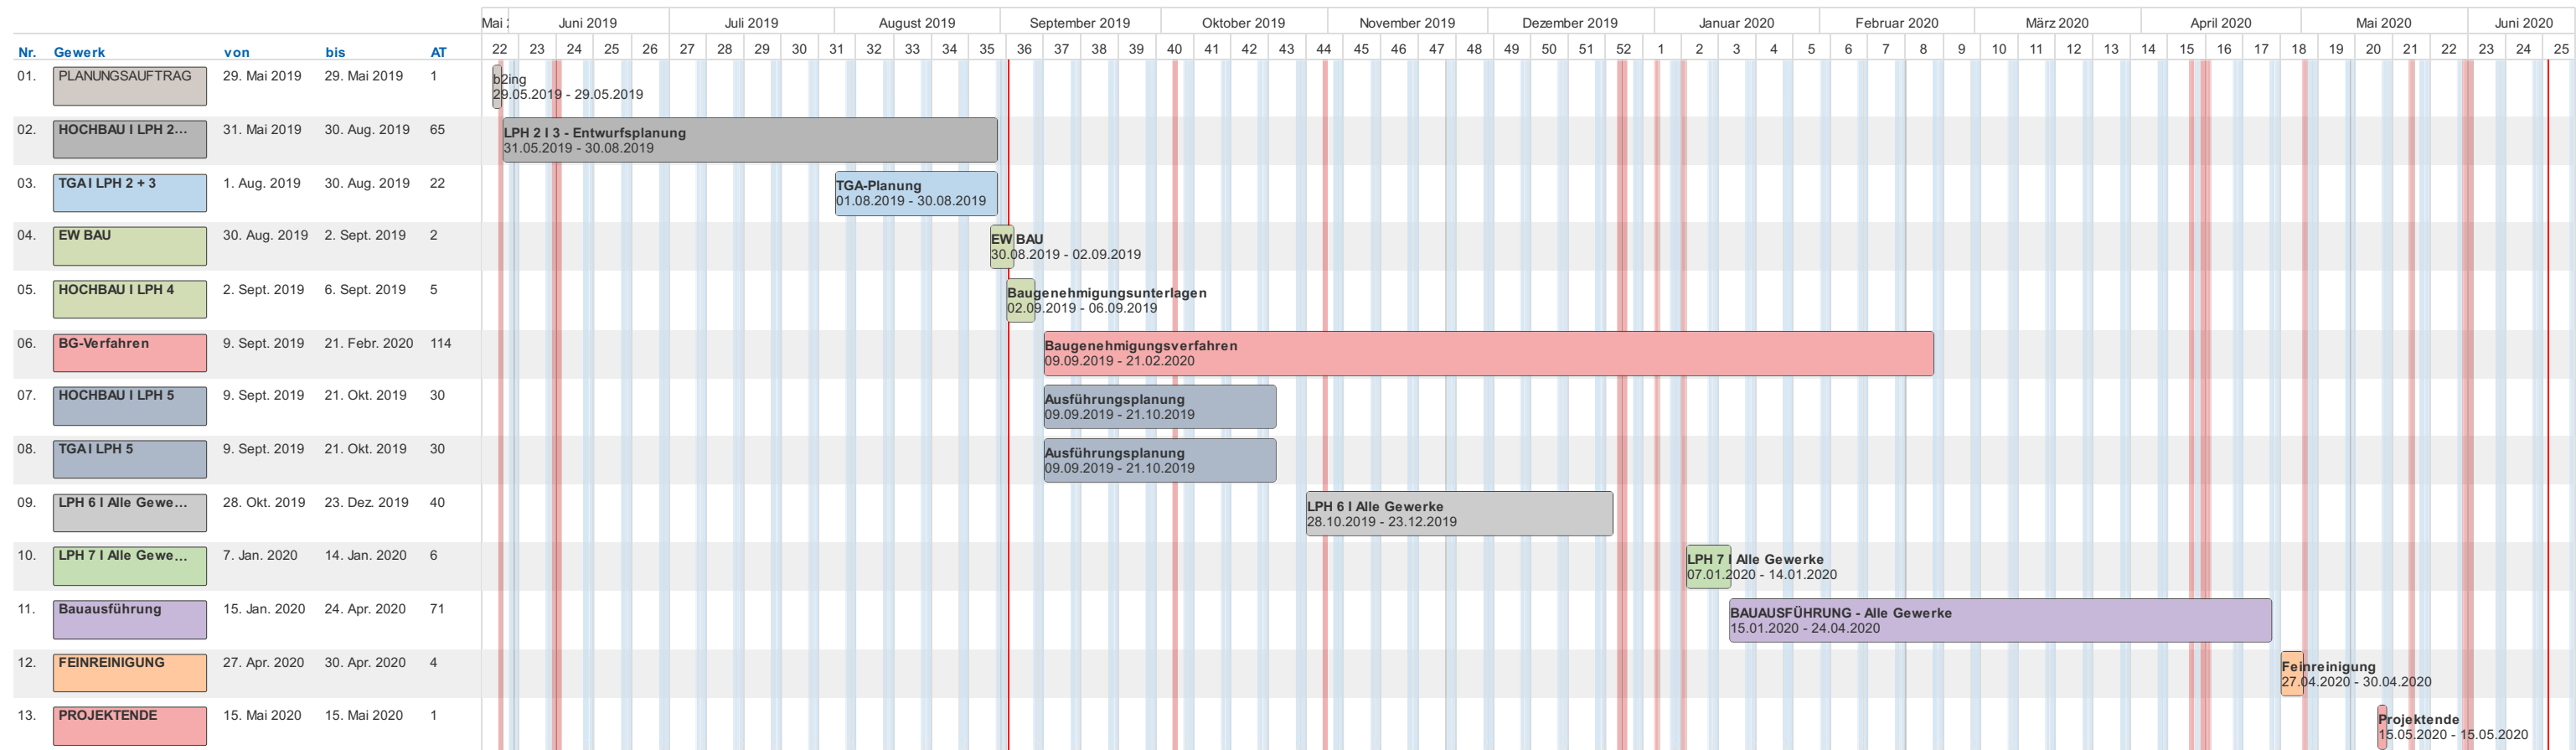 Mai 2 Juni 2019 Juli 2019 August 2019 September 2019 Oktober 2019 November 2019 Dezember 2019 Januar 2020 Februar 2020 März 2020 April 2020 Mai 2020 Juni 2020
Nr. Gewerk von bis AT 22 23 24 25 26 27 28 29 30 31 32 33 34 35 36 37 38 39 40 41 42 43 44 45 46 47 48 49 50 51 52 1 2 3 4 5 6 7 8 9 10 11 12 13 14 15 16 17 18 19 20 21 22 23 24 25
01. PLANUNGSAUFTRAG 29. Mai 2019 29. Mai 2019 1 b2ing
29.05.2019 - 29.05.2019
02. HOCHBAU I LPH 2... 31. Mai 2019 30. Aug. 2019 65 LPH 2 I 3 - Entwurfsplanung
31.05.2019 - 30.08.2019
03. TGA I LPH 2 + 3 1. Aug. 2019 30. Aug. 2019 22 TGA-Planung
01.08.2019 - 30.08.2019
04. EW BAU 30. Aug. 2019 2. Sept. 2019 2 EW BAU
30.08.2019 - 02.09.2019
05. HOCHBAU I LPH 4 2. Sept. 2019 6. Sept. 2019 5 Baugenehmigungsunterlagen
02.09.2019 - 06.09.2019
06. BG-Verfahren 9. Sept. 2019 21. Febr. 2020 114 Baugenehmigungsverfahren
09.09.2019 - 21.02.2020
07. HOCHBAU I LPH 5 9. Sept. 2019 21. Okt. 2019 30 Ausführungsplanung
09.09.2019 - 21.10.2019
08. TGA I LPH 5 9. Sept. 2019 21. Okt. 2019 30 Ausführungsplanung
09.09.2019 - 21.10.2019
09. LPH 6 I Alle Gewe... 28. Okt. 2019 23. Dez. 2019 40 LPH 6 I Alle Gewerke
28.10.2019 - 23.12.2019
10. LPH 7 I Alle Gewe... 7. Jan. 2020 14. Jan. 2020 6 LPH 7 I Alle Gewerke
07.01.2020 - 14.01.2020
11. Bauausführung 15. Jan. 2020 24. Apr. 2020 71 BAUAUSFÜHRUNG - Alle Gewerke
15.01.2020 - 24.04.2020
12. FEINREINIGUNG 27. Apr. 2020 30. Apr. 2020 4 Feinreinigung
27.04.2020 - 30.04.2020
13. PROJEKTENDE 15. Mai 2020 15. Mai 2020 1 Projektende
15.05.2020 - 15.05.2020